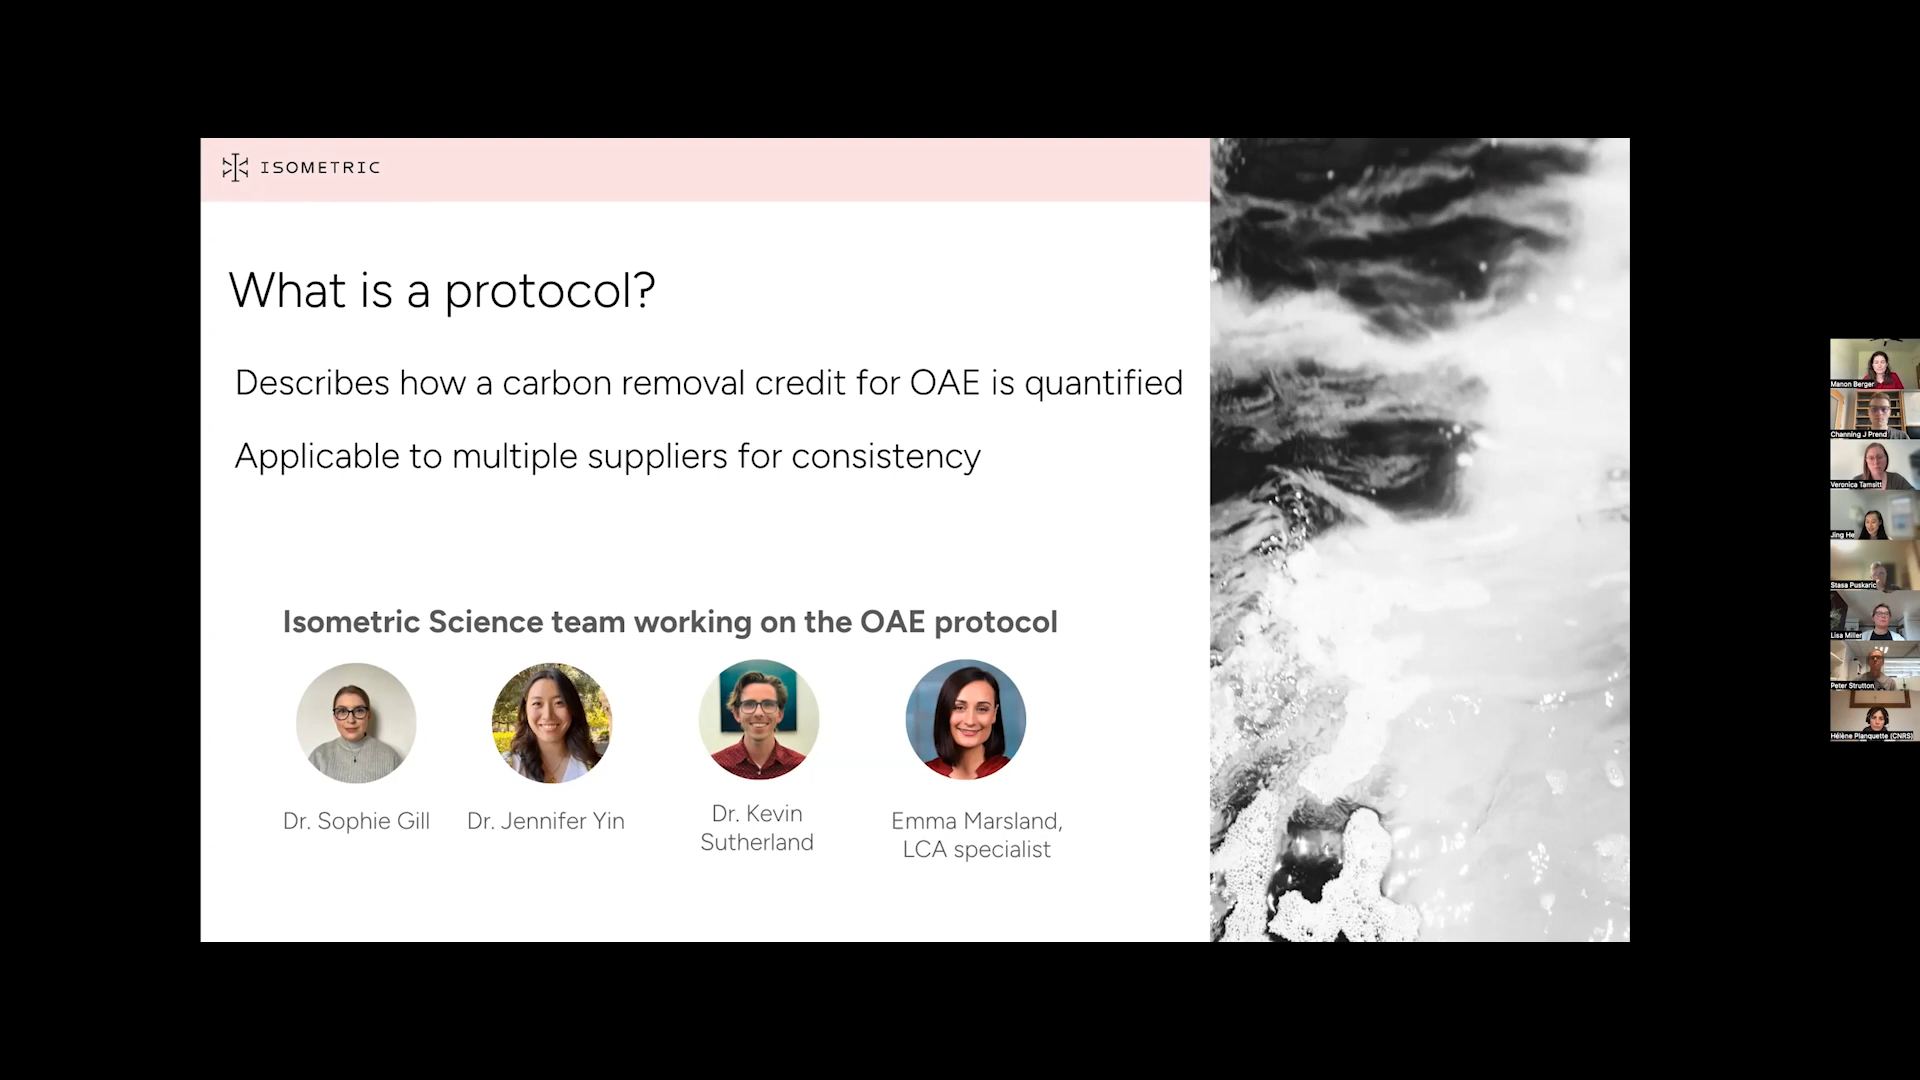 ISOMETRIC
What is a protocol?
Describes how a carbon removal credit for OAE is quantified
Applicable to multiple suppliers for consistency
Isometric Science team working on the OAE protocol
Dr. Sophie Gill
Dr. Jennifer Yin
Dr. Kevin
Sutherland
Emma Marsland,
LCA specialist
Manon Berger
Channing J Prend
Veronica Tamsitt
Jing He
Stasa Puskaric
Lisa Miller
Peter Strutton
Hélène Planquette (CNRS)